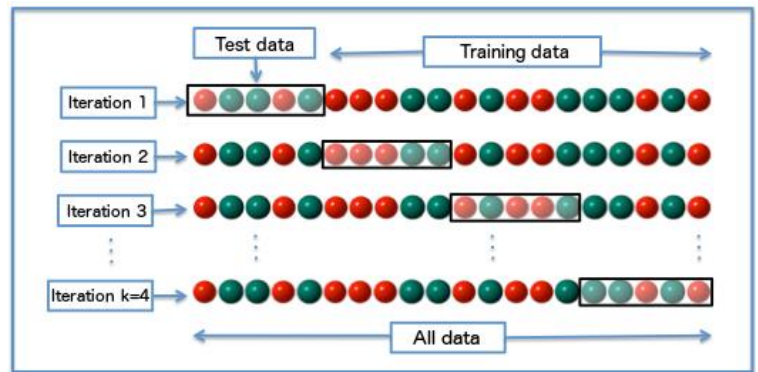 Test data
Training data
Iteration 1
Iteration 2
Iteration 3
Iteration k=4
All data